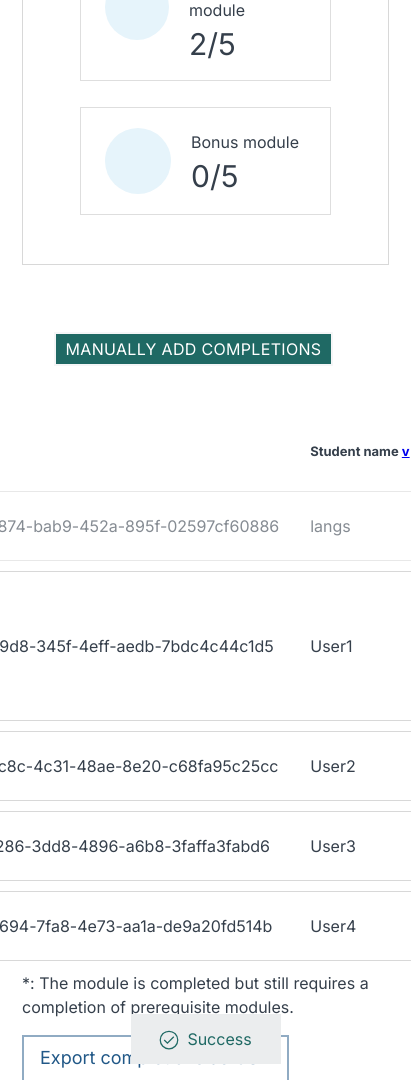 module
2/5
Bonus module
0/5
MANUALLY ADD COMPLETIONS
Student name v
874-bab9-452a-895f-02597cf60886 langs
9d8-345f-4eff-aedb-7bdc4c44c1d5 User1
c8c-4c31-48ae-8e20-c68fa95c25cc User2
286-3dd8-4896-a6b8-3faffa3fabd6 User3
694-7fa8-4e73-aa1a-de9a20fd514b User4
*: The module is completed but still requires a
completion of prerequisite modules.
Success
Export